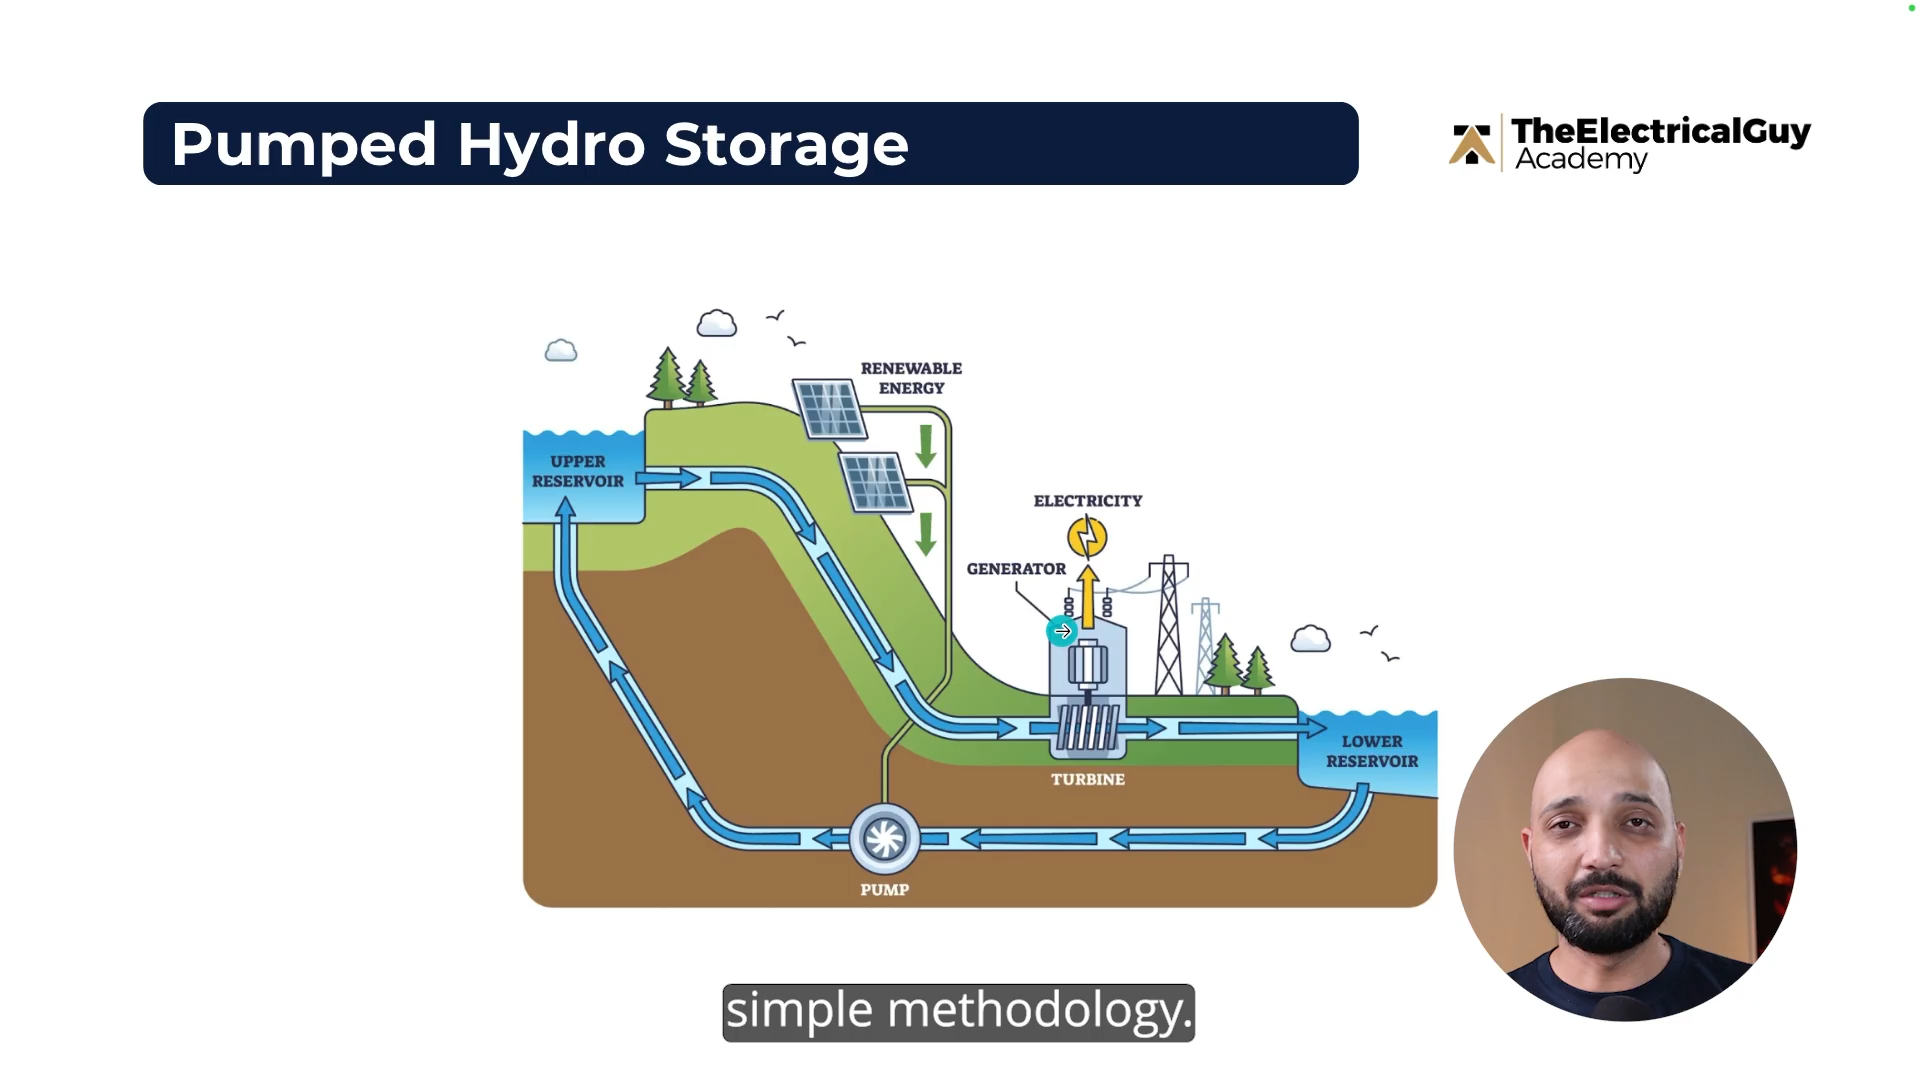 Pumped Hydro Storage
TheElectricalGuy
Academy
RENEWABLE
ENERGY
UPPER
RESERVOIR
ELECTRICITY
GENERATOR
LOWER
RESERVOIR
TURBINE
PUMP
simple methodology.